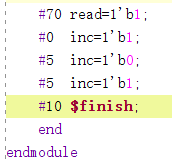 #70 read=1'b1;
#0 inc=1'b1;
#5 inc=1'b0;
#5 inc=1'b1;
#10 $finish;
end
endmodule